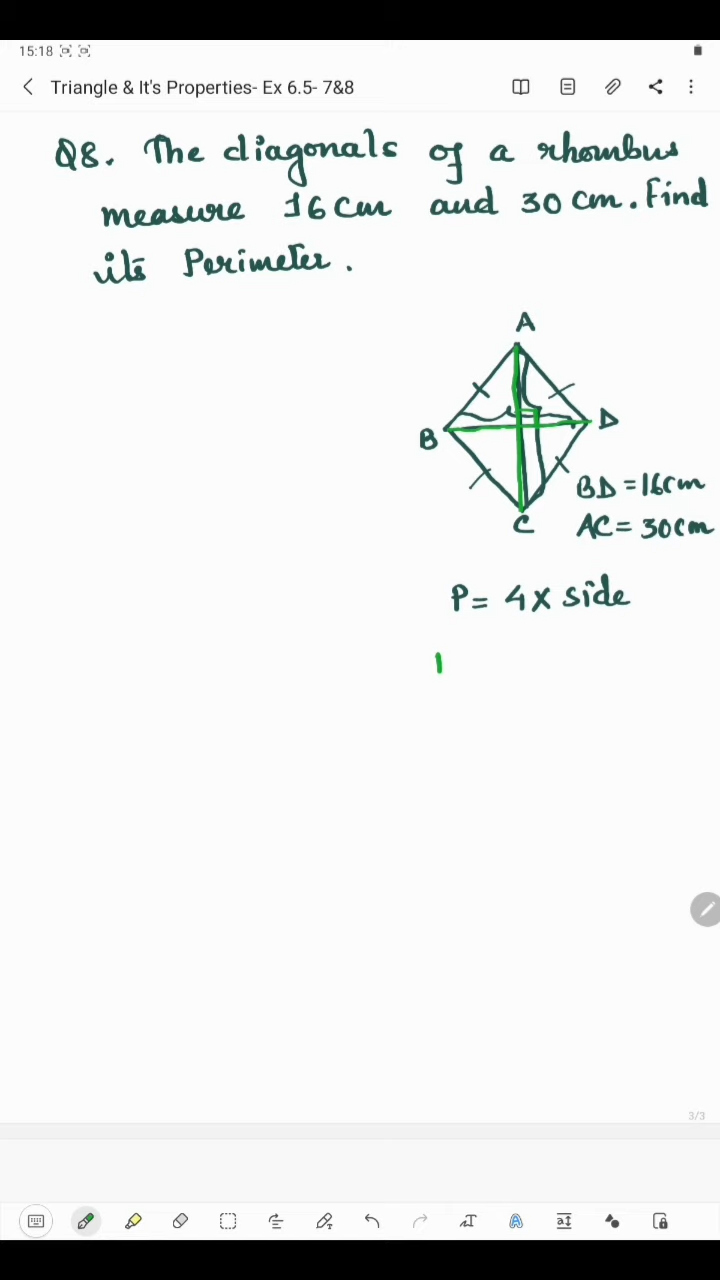 15:18
Triangle & It's Properties- Ex 6.5- 7&8
Q8. The diagonals of a rhombus
measure 16 cm and 30 cm. Find
its Perimeter.
A
B
D
C
BD = 16cm
AC = 30cm
P = 4 x side
3/3